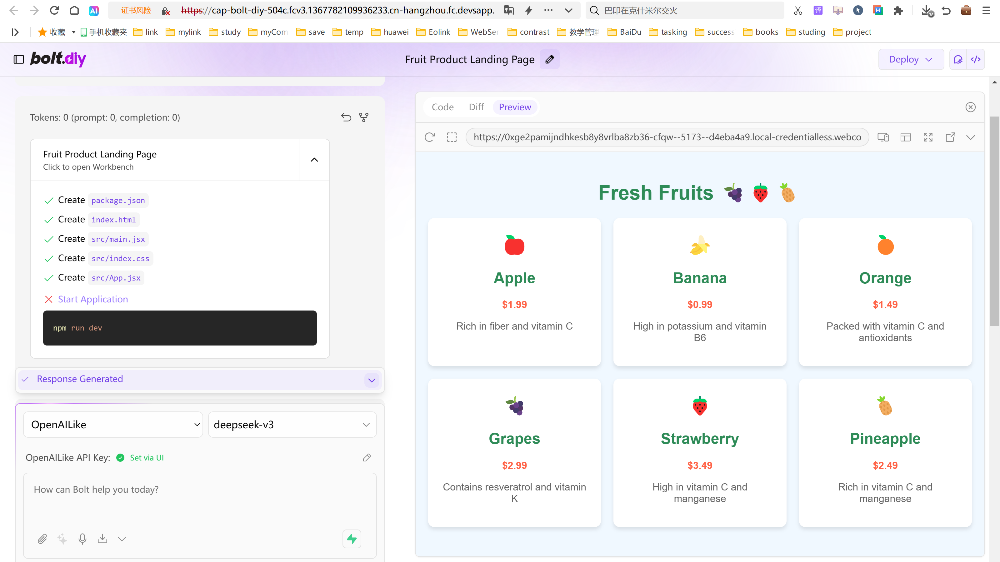 证书风险 https://cap-bolt-diy-504c.fcv3.1367782109936233.cn-hangzhou.fc.devsapp. 巴印在克什米尔交火
收藏 手机收藏夹 link mylink study myCom save temp huawei Eolink WebSer contrast 教学管理 BaiDu tasking success books studing project
bolt.diy Fruit Product Landing Page Deploy
Tokens: 0 (prompt: 0, completion: 0)
Fruit Product Landing Page
Click to open Workbench
Create package.json
Create index.html
Create src/main.jsx
Create src/index.css
Create src/App.jsx
Start Application
npm run dev
Response Generated
OpenAILike deepseek-v3
OpenAILike API Key: Set via UI
How can Bolt help you today?
Code Diff Preview
https://0xge2pamijndhkesb8y8vrlba8zb36-cfqw--5173--d4eba4a9.local-credentialless.webco
Fresh Fruits
Apple
$1.99
Rich in fiber and vitamin C
Banana
$0.99
High in potassium and vitamin
B6
Orange
$1.49
Packed with vitamin C and
antioxidants
Grapes
$2.99
Contains resveratrol and vitamin
K
Strawberry
$3.49
High in vitamin C and
manganese
Pineapple
$2.49
Rich in vitamin C and
manganese